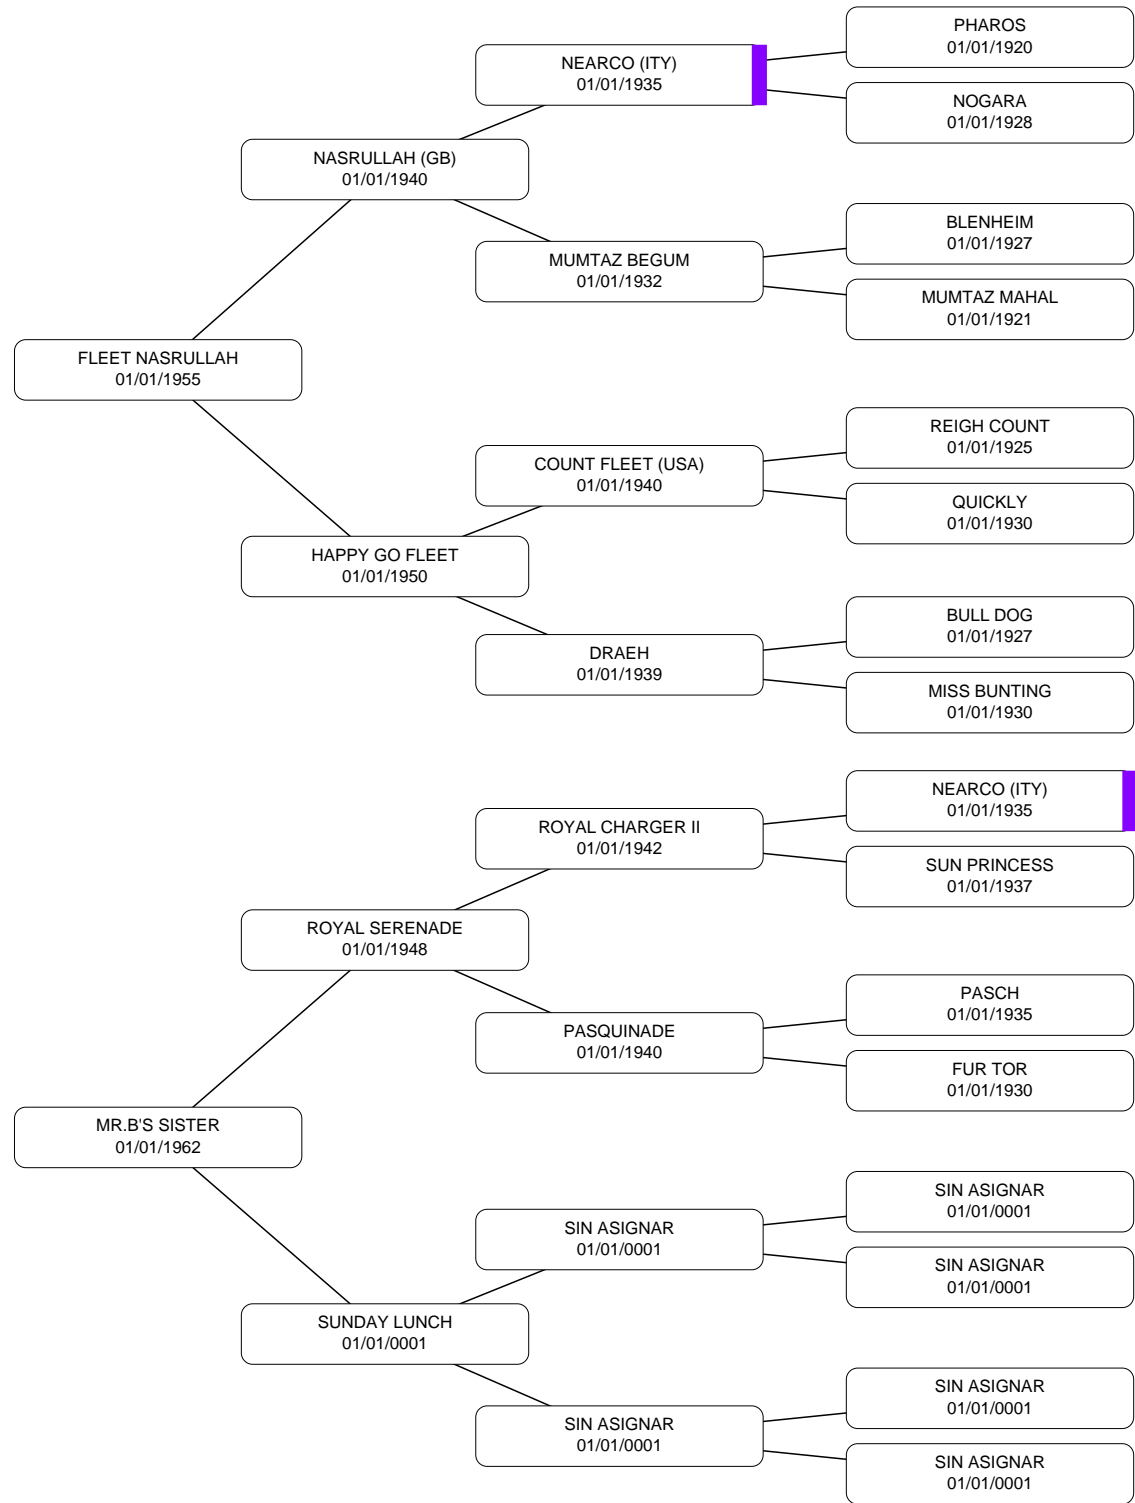 PHAROS
01/01/1920
NEARCO (ITY)
01/01/1935
NOGARA
01/01/1928
NASRULLAH (GB)
01/01/1940
BLENHEIM
01/01/1927
MUMTAZ BEGUM
01/01/1932
MUMTAZ MAHAL
01/01/1921
FLEET NASRULLAH
01/01/1955
REIGH COUNT
01/01/1925
COUNT FLEET (USA)
01/01/1940
QUICKLY
01/01/1930
HAPPY GO FLEET
01/01/1950
BULL DOG
01/01/1927
DRAEH
01/01/1939
MISS BUNTING
01/01/1930
NEARCO (ITY)
01/01/1935
ROYAL CHARGER II
01/01/1942
SUN PRINCESS
01/01/1937
ROYAL SERENADE
01/01/1948
PASCH
01/01/1935
PASQUINADE
01/01/1940
FUR TOR
01/01/1930
MR.B'S SISTER
01/01/1962
SIN ASIGNAR
01/01/0001
SIN ASIGNAR
01/01/0001
SIN ASIGNAR
01/01/0001
SUNDAY LUNCH
01/01/0001
SIN ASIGNAR
01/01/0001
SIN ASIGNAR
01/01/0001
SIN ASIGNAR
01/01/0001